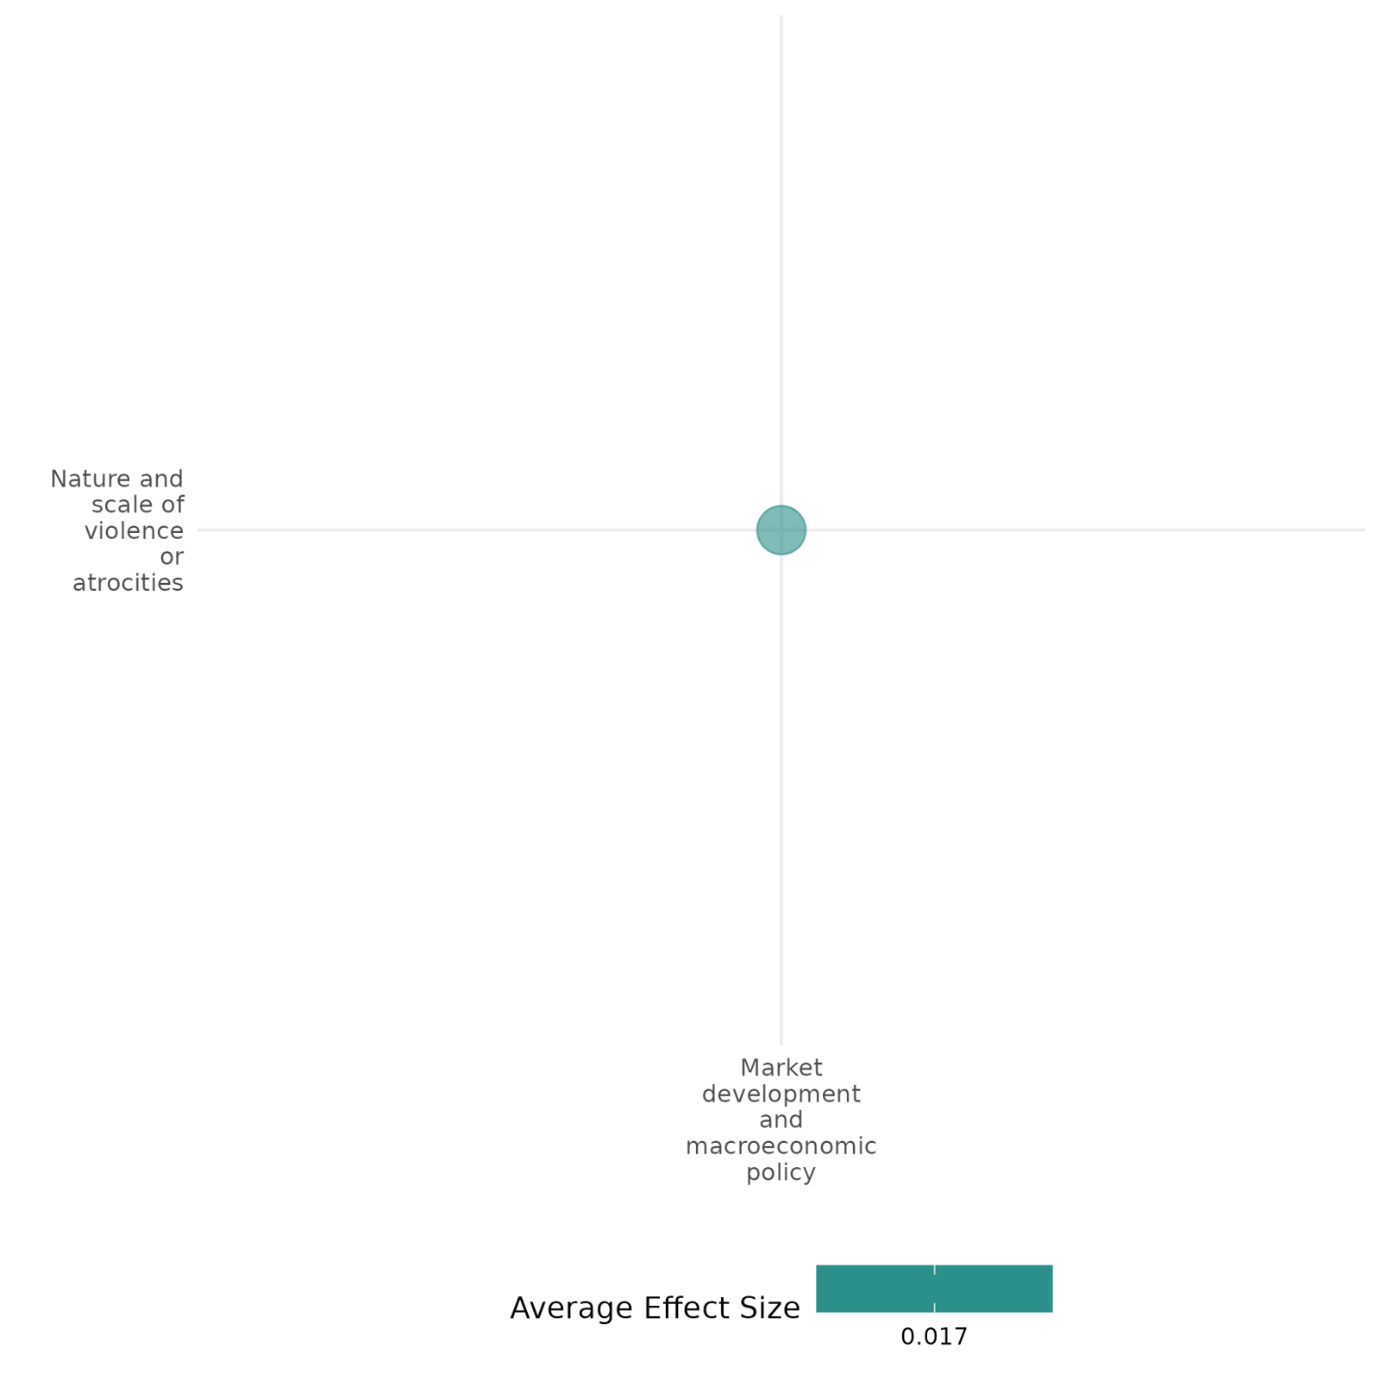 Nature and
scale of
violence
or
atrocities
Market
development
and
macroeconomic
policy
Average Effect Size
0.017